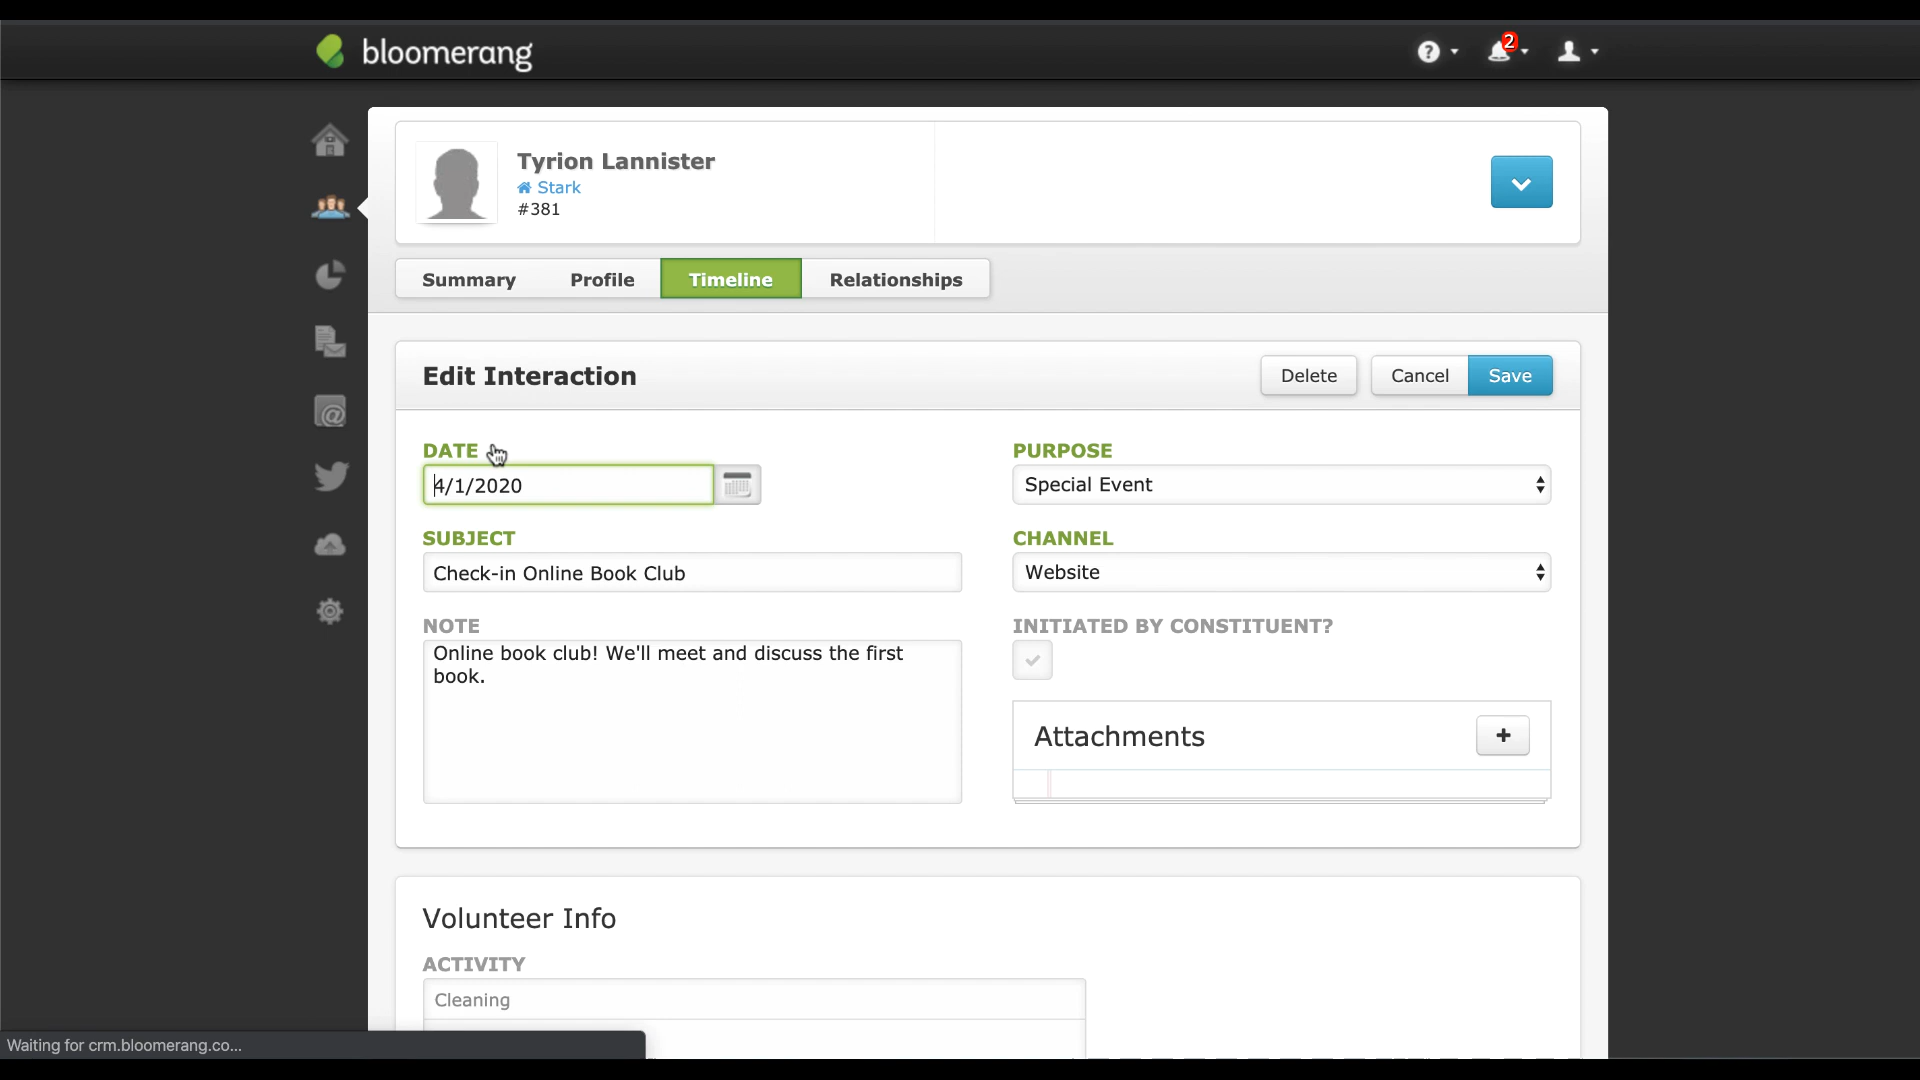 bloomerang
2
Tyrion Lannister
Stark
#381
Summary Profile Timeline Relationships
Edit Interaction
Delete Cancel Save
DATE
4/1/2020
PURPOSE
Special Event
SUBJECT
Check-in Online Book Club
CHANNEL
Website
NOTE
Online book club! We'll meet and discuss the first
book.
INITIATED BY CONSTITUENT?
Attachments +
Volunteer Info
ACTIVITY
Cleaning
Waiting for crm.bloomerang.co...